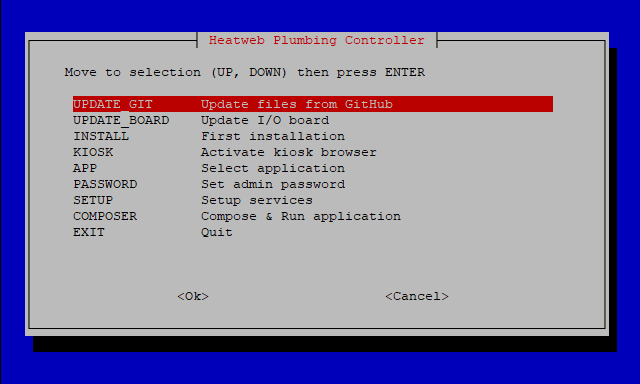 Heatweb Plumbing Controller
Move to selection (UP, DOWN) then press ENTER
UPDATE_GIT Update files from GitHub
UPDATE_BOARD Update I/O board
INSTALL First installation
KIOSK Activate kiosk browser
APP Select application
PASSWORD Set admin password
SETUP Setup services
COMPOSER Compose & Run application
EXIT Quit
<Ok> <Cancel>